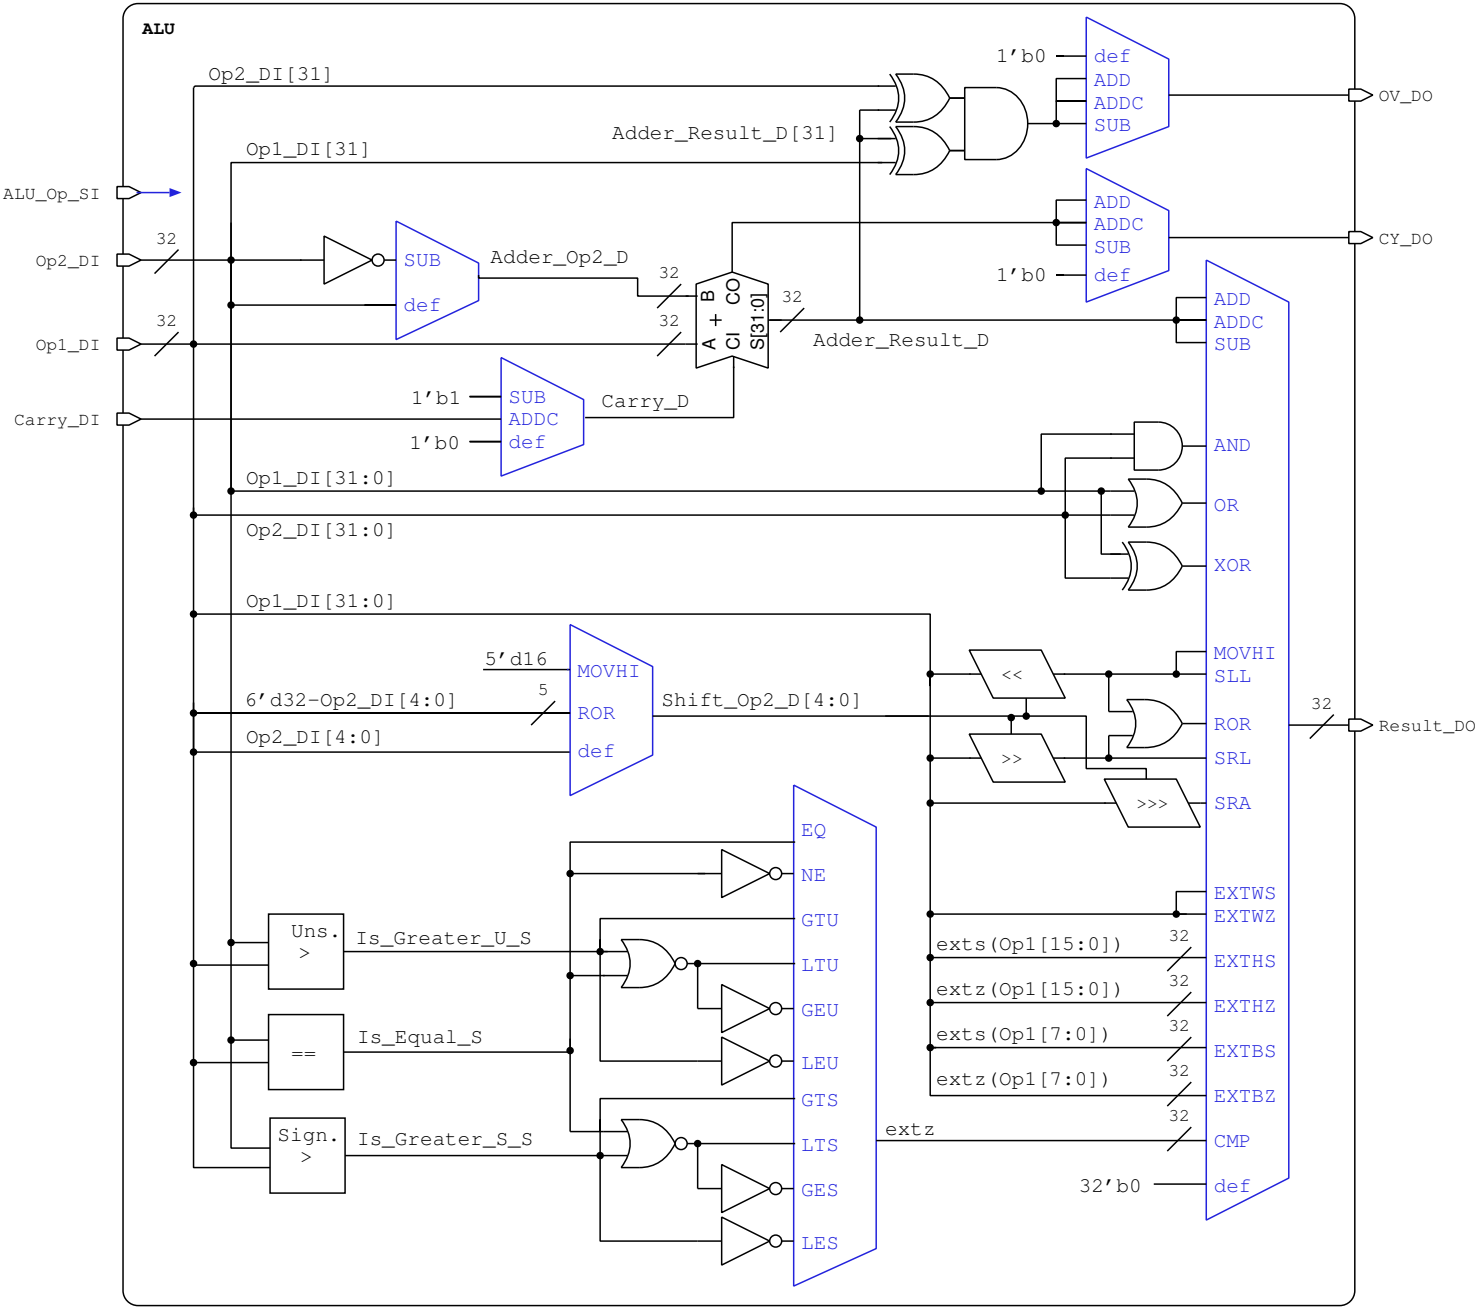 ALU
Op2_DI[31]
1'b0
def
ADD
ADDC
SUB
OV_DO
Adder_Result_D[31]
Op1_DI[31]
ALU_Op_SI
ADD
ADDC
SUB
1'b0
def
CY_DO
Op2_DI
32
SUB
def
Adder_Op2_D
32
B
CO
A
+
CI
S[31:0]
32
32
Adder_Result_D
ADD
ADDC
SUB
Op1_DI
32
Carry_DI
1'b1
SUB
ADDC
1'b0
def
Carry_D
Op1_DI[31:0]
Op2_DI[31:0]
AND
OR
XOR
Op1_DI[31:0]
5'd16
MOVHI
6'd32-Op2_DI[4:0]
5
ROR
Op2_DI[4:0]
def
Shift_Op2_D[4:0]
<<
>>
>>>
MOVHI
SLL
ROR
SRL
SRA
32
Result_DO
EQ
NE
GTU
LTU
GEU
LEU
GTS
LTS
GES
LES
Uns.
>
Is_Greater_U_S
==
Is_Equal_S
Sign.
>
Is_Greater_S_S
EXTWS
EXTWZ
exts(Op1[15:0])
32
EXTHS
extz(Op1[15:0])
32
EXTHZ
exts(Op1[7:0])
32
EXTBS
extz(Op1[7:0])
32
EXTBZ
extz
32
CMP
32'b0
def